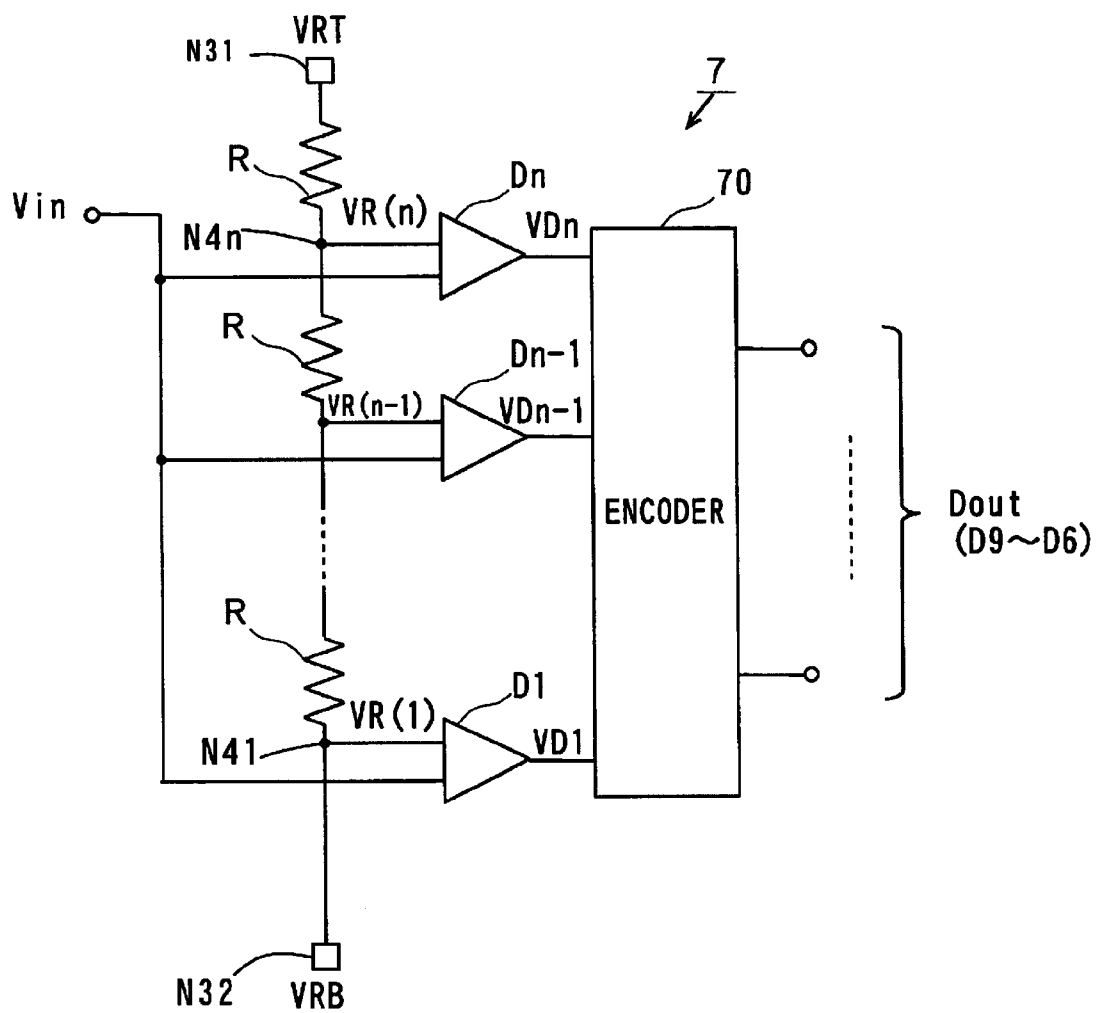 VRT
N31
7
R
Dn
70
Vin
VR(n)
VDn
N4n
R
Dn-1
VR(n-1)
VDn-1
ENCODER
Dout
(D9～D6)
R
D1
VR(1)
N41
VD1
N32
VRB